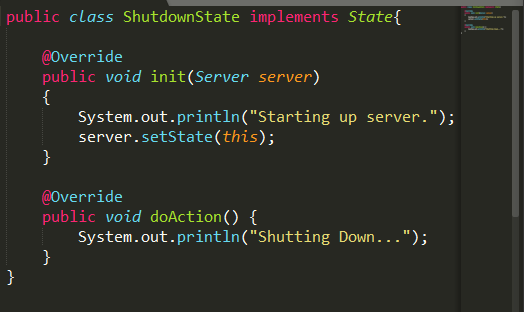 public class ShutdownState implements State{
@Override
public void init(Server server)
{
System.out.println("Starting up server.");
server.setState(this);
}
@Override
public void doAction() {
System.out.println("Shutting Down...");
}
}